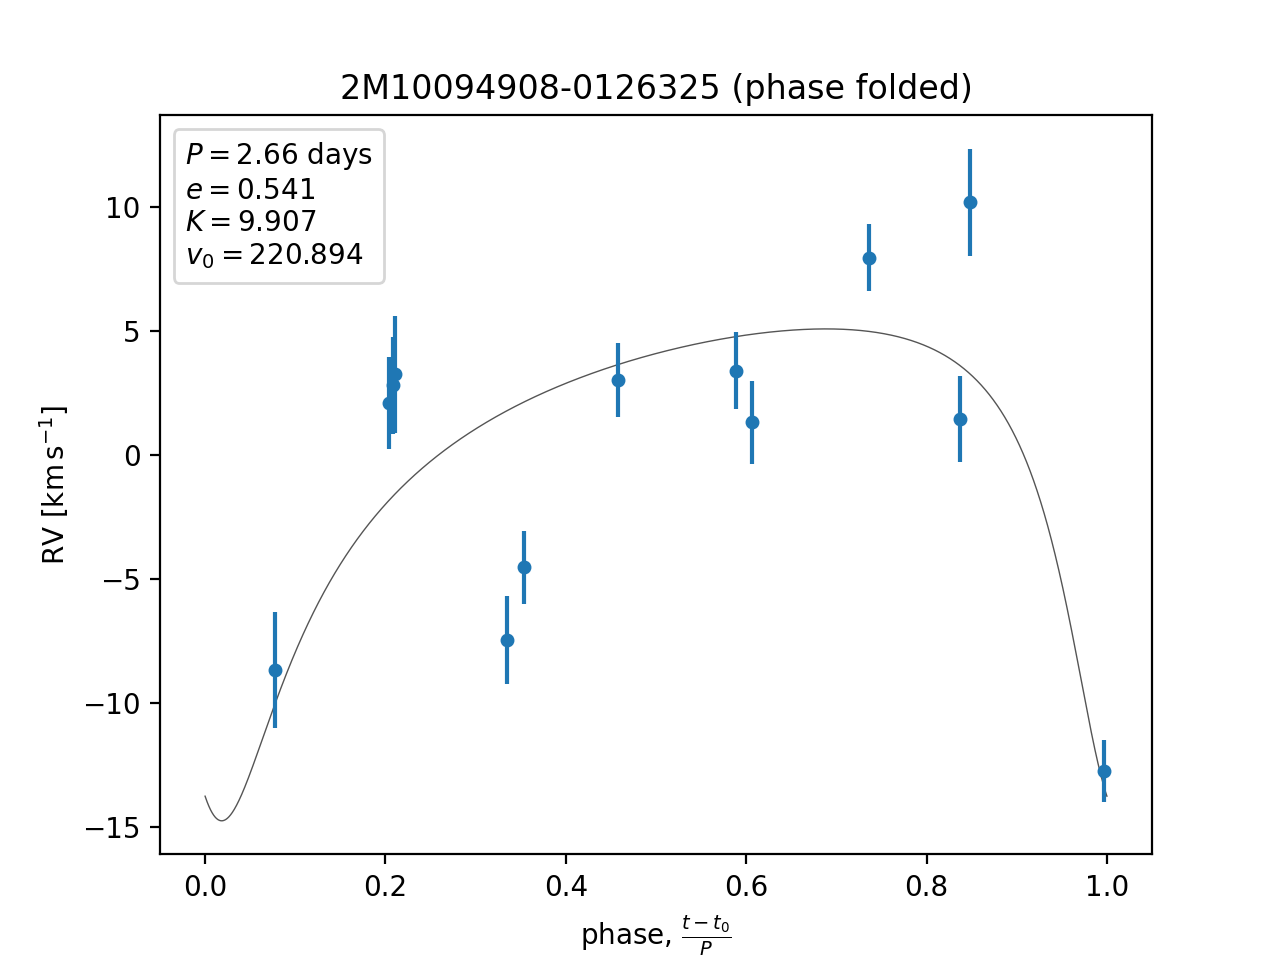 2M10094908-0126325 (phase folded)
P = 2.66 days
e = 0.541
K = 9.907
v₀ = 220.894
10
5
0
−5
−10
−15
RV [km s⁻¹]
0.0 0.2 0.4 0.6 0.8 1.0
phase, (t − t₀)/P